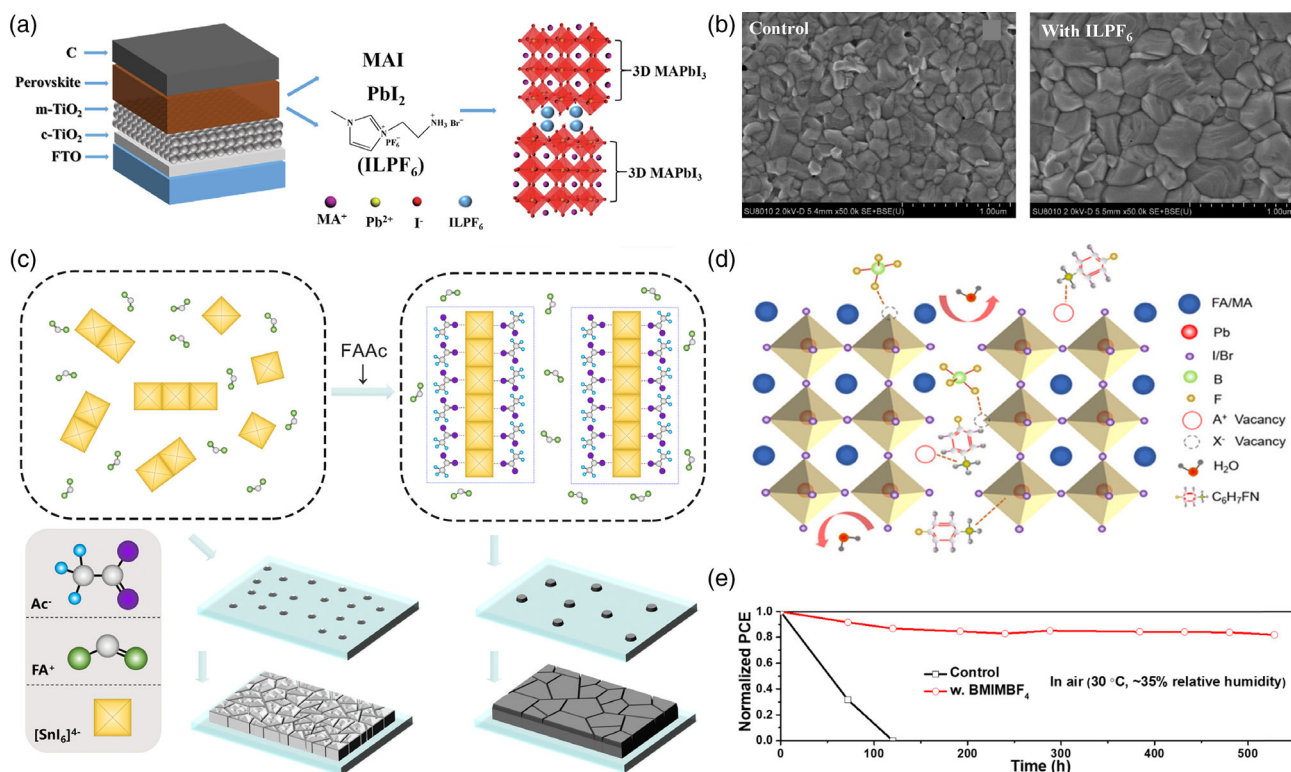 (a)
C
Perovskite
m-TiO₂
c-TiO₂
FTO
MAI
PbI₂
N
N
+
PF₆⁻
+
NH₃ Br⁻
(ILPF₆)
MA⁺
Pb²⁺
I⁻
ILPF₆
3D MAPbI₃
3D MAPbI₃
(b)
Control
SU8010 2.0kV-D 5.4mm x50.0k SE+BSE(U)
1.00um
With ILPF₆
SU8010 2.0kV-D 5.5mm x50.0k SE+BSE(U)
1.00um
(c)
FAAc
Ac⁻
FA⁺
[SnI₆]⁴⁻
(d)
FA/MA
Pb
I/Br
B
F
A⁺ Vacancy
X⁻ Vacancy
H₂O
C₆H₇FN
(e)
Normalized PCE
1.0
0.8
0.6
0.4
0.2
0.0
Control
w. BMIMBF₄
In air (30 °C, ~35% relative humidity)
0 100 200 300 400 500
Time (h)